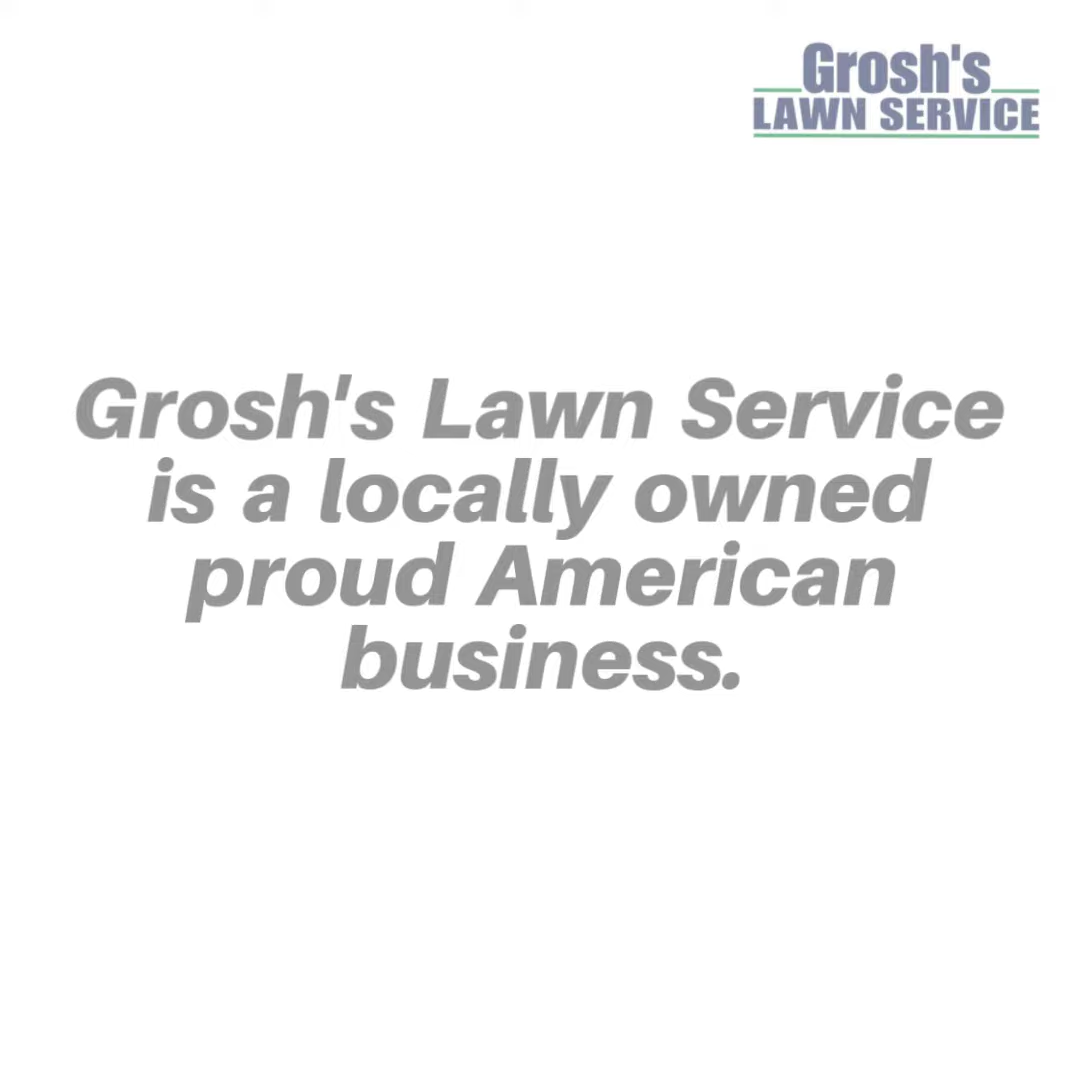 Grosh's
LAWN SERVICE
Grosh's Lawn Service
is a locally owned
proud American
business.